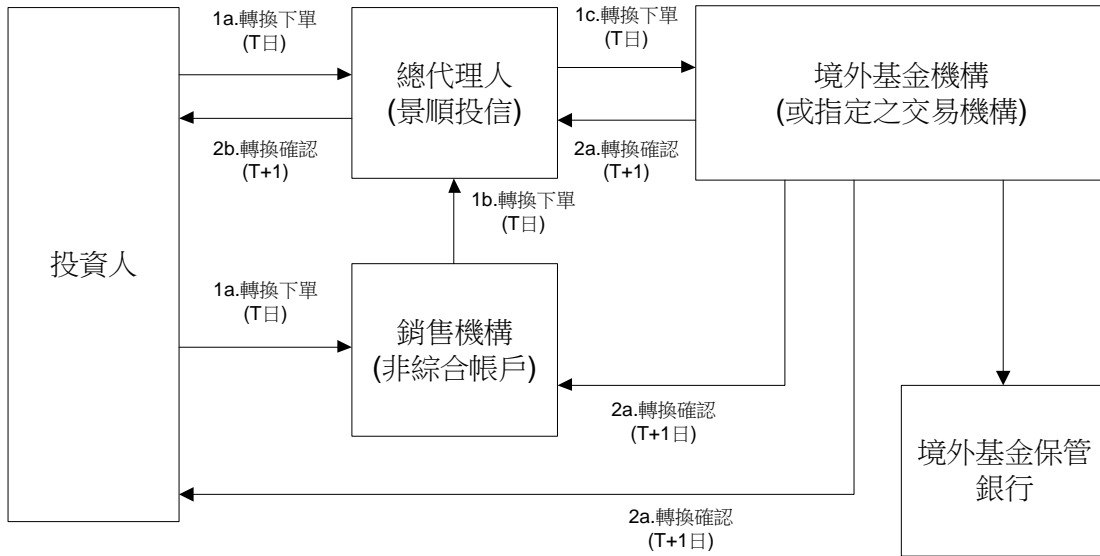 1a.轉換下單
(T日)
1c.轉換下單
(T日)
總代理人
(景順投信)
境外基金機構
(或指定之交易機構)
2b.轉換確認
(T+1)
2a.轉換確認
(T+1)
1b.轉換下單
(T日)
投資人
1a.轉換下單
(T日)
銷售機構
(非綜合帳戶)
2a.轉換確認
(T+1日)
境外基金保管
銀行
2a.轉換確認
(T+1日)